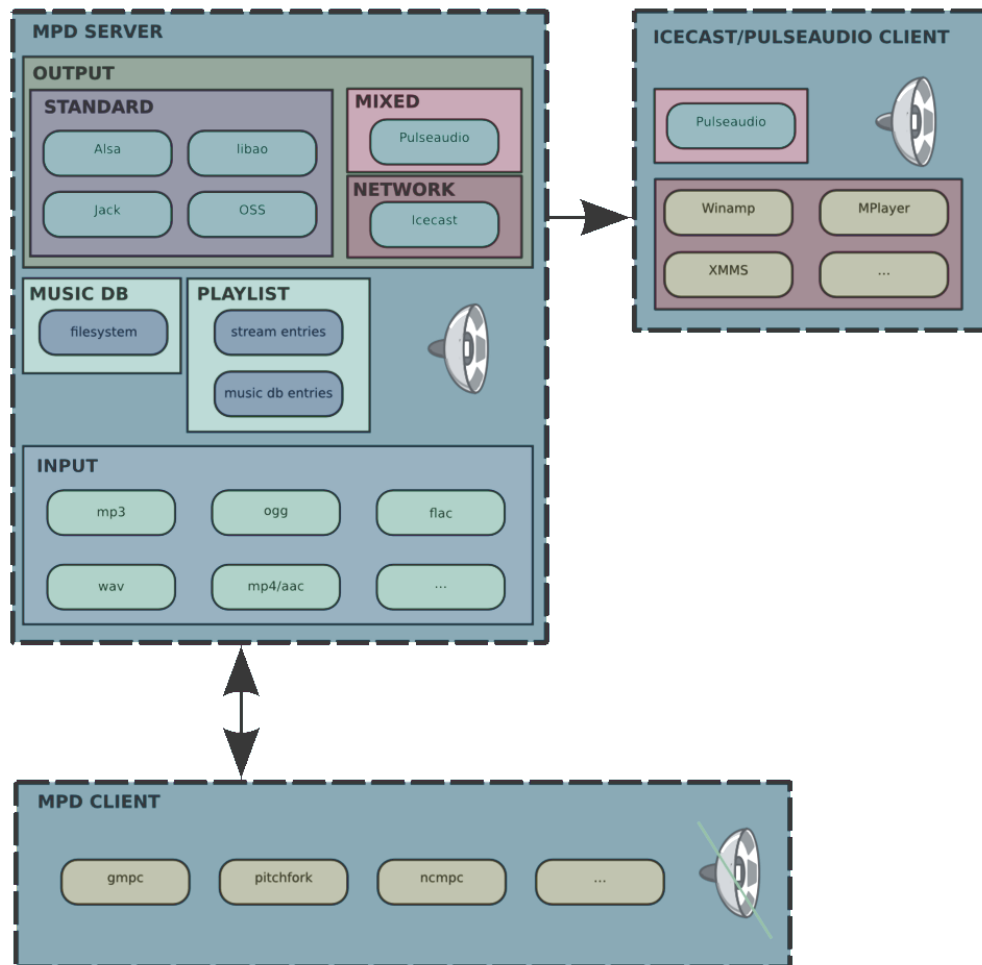 MPD SERVER
OUTPUT
STANDARD
Alsa
libao
Jack
OSS
MIXED
Pulseaudio
NETWORK
Icecast
MUSIC DB
filesystem
PLAYLIST
stream entries
music db entries
INPUT
mp3
ogg
flac
wav
mp4/aac
...
ICECAST/PULSEAUDIO CLIENT
Pulseaudio
Winamp
MPlayer
XMMS
...
MPD CLIENT
gmpc
pitchfork
ncmpc
...